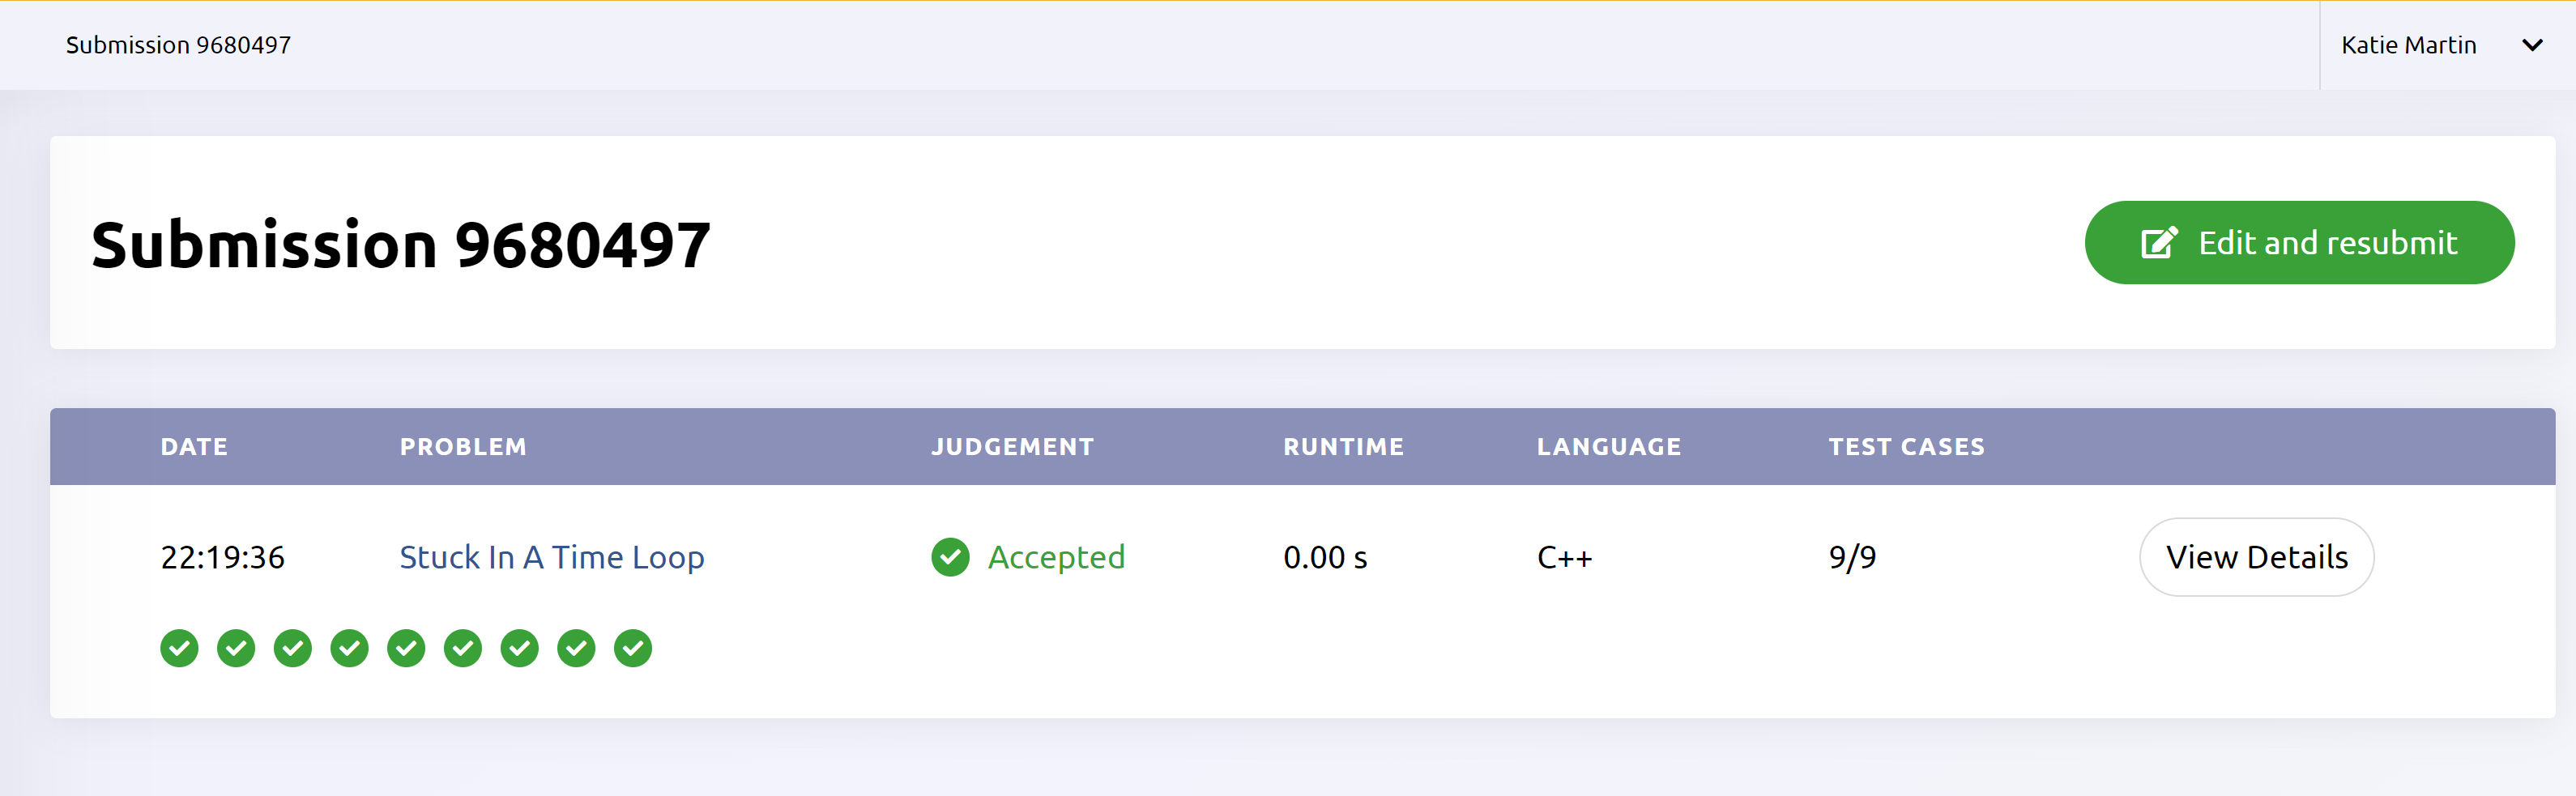 Submission 9680497
Katie Martin
Submission 9680497
Edit and resubmit
DATE PROBLEM JUDGEMENT RUNTIME LANGUAGE TEST CASES
22:19:36 Stuck In A Time Loop Accepted 0.00 s C++ 9/9 View Details